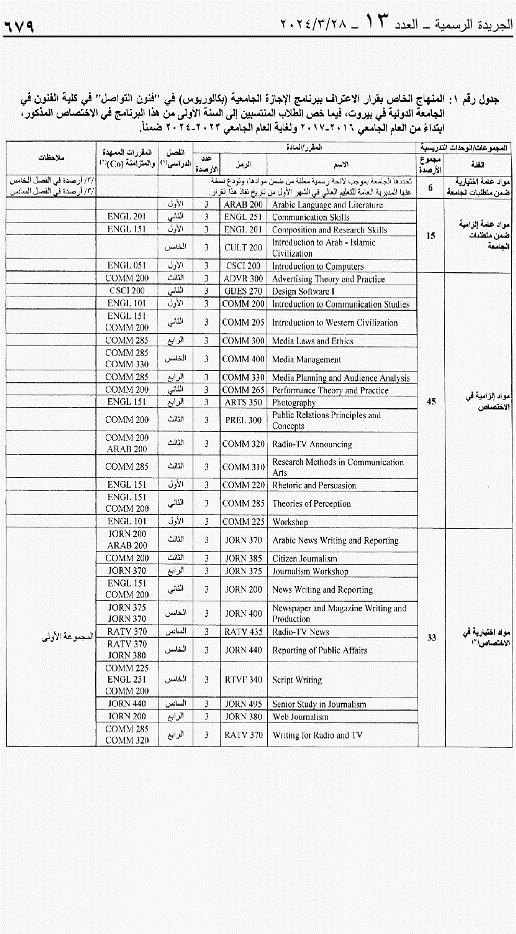 الجريدة الرسمية – العدد ١٣ – ٢٠٢٤/٣/٢٨
٦٧٩
جدول رقم ١: المنهاج الخاص بقرار الاعتراف ببرنامج الإجازة الجامعية (بكالوريوس) في "فنون التواصل" في كلية الفنون في
الجامعة الدولية في بيروت، فيما خص الطلاب المنتسبين إلى السنة الأولى من هذا البرنامج في الاختصاص المذكور،
ابتداءً من العام الجامعي ٢٠١٦-٢٠١٧ ولغاية العام الجامعي ٢٠٢٣-٢٠٢٤ ضمناً.
المجموعات/الوحدات التدريسية المقرر/المادة
الفئة مجموع الأرصدة الاسم الرمز عدد الأرصدة الفصل الدراسي(١) المقررات الممهدة والمتزامنة (Co)(٢) ملاحظات
مواد عامة إختيارية ضمن متطلبات الجامعة 6 تحددها الجامعة بموجب لائحة رسمية معلنة من ضمن موادها، وتودع نسخة /٣/ أرصدة في الفصل الخامس
عنها المديرية العامة للتعليم العالي في الشهر الأول من تاريخ نفاذ هذا القرار /٣/ أرصدة في الفصل السادس
مواد عامة إلزامية ضمن متطلبات الجامعة 15
Arabic Language and Literature ARAB 200 3 الأول
Communication Skills ENGL 251 3 الثاني ENGL 201
Composition and Research Skills ENGL 201 3 الأول ENGL 151
Introduction to Arab - Islamic Civilization CULT 200 3 الخامس
Introduction to Computers CSCI 200 3 الأول ENGL 051
مواد إلزامية في الاختصاص 45
Advertising Theory and Practice ADVR 300 3 الثالث COMM 200
Design Software I GDES 270 3 الثاني CSCI 200
Introduction to Communication Studies COMM 200 3 الأول ENGL 101
Introduction to Western Civilization COMM 205 3 الثاني ENGL 151 COMM 200
Media Laws and Ethics COMM 300 3 الرابع COMM 285
Media Management COMM 400 3 الخامس COMM 285 COMM 330
Media Planning and Audience Analysis COMM 330 3 الرابع COMM 285
Performance Theory and Practice COMM 265 3 الثاني COMM 200
Photography ARTS 350 3 الرابع ENGL 151
Public Relations Principles and Concepts PREL 300 3 الثالث COMM 200
Radio-TV Announcing COMM 320 3 الثالث COMM 200 ARAB 200
Research Methods in Communication Arts COMM 310 3 الثالث COMM 285
Rhetoric and Persuasion COMM 220 3 الأول ENGL 151
Theories of Perception COMM 285 3 الثاني ENGL 151 COMM 200
Workshop COMM 225 3 الأول ENGL 101
مواد اختيارية في الاختصاص(٣) 33 المجموعة الأولى
Arabic News Writing and Reporting JORN 370 3 الثالث JORN 200 ARAB 200
Citizen Journalism JORN 385 3 الثالث COMM 200
Journalism Workshop JORN 375 3 الرابع JORN 370
News Writing and Reporting JORN 200 3 الثاني ENGL 151 COMM 200
Newspaper and Magazine Writing and Production JORN 400 3 الخامس JORN 375 JORN 370
Radio-TV News RATV 435 3 السادس RATV 370
Reporting of Public Affairs JORN 440 3 الخامس RATV 370 JORN 380
Script Writing RTVF 340 3 الخامس COMM 225 ENGL 251 COMM 200
Senior Study in Journalism JORN 495 3 السادس JORN 440
Web Journalism JORN 380 3 الرابع JORN 200
Writing for Radio and TV RATV 370 3 الرابع COMM 285 COMM 320